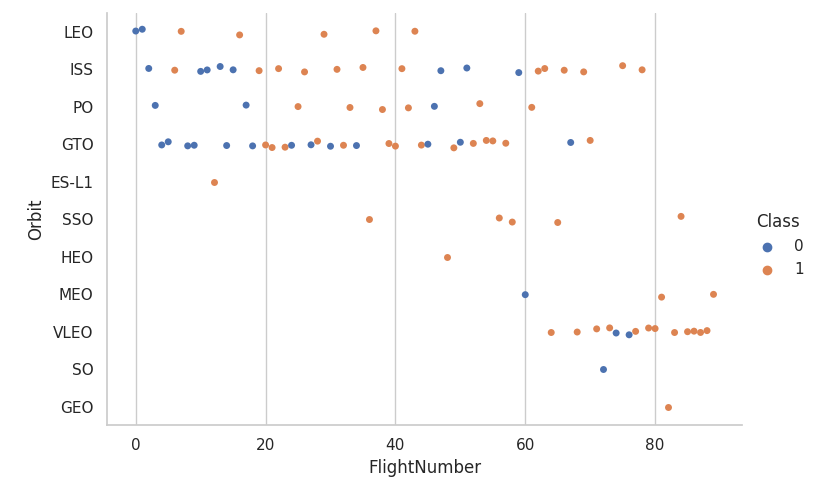 LEO
ISS
PO
GTO
ES-L1
SSO
HEO
MEO
VLEO
SO
GEO
Orbit
0 20 40 60 80
FlightNumber
Class
0
1